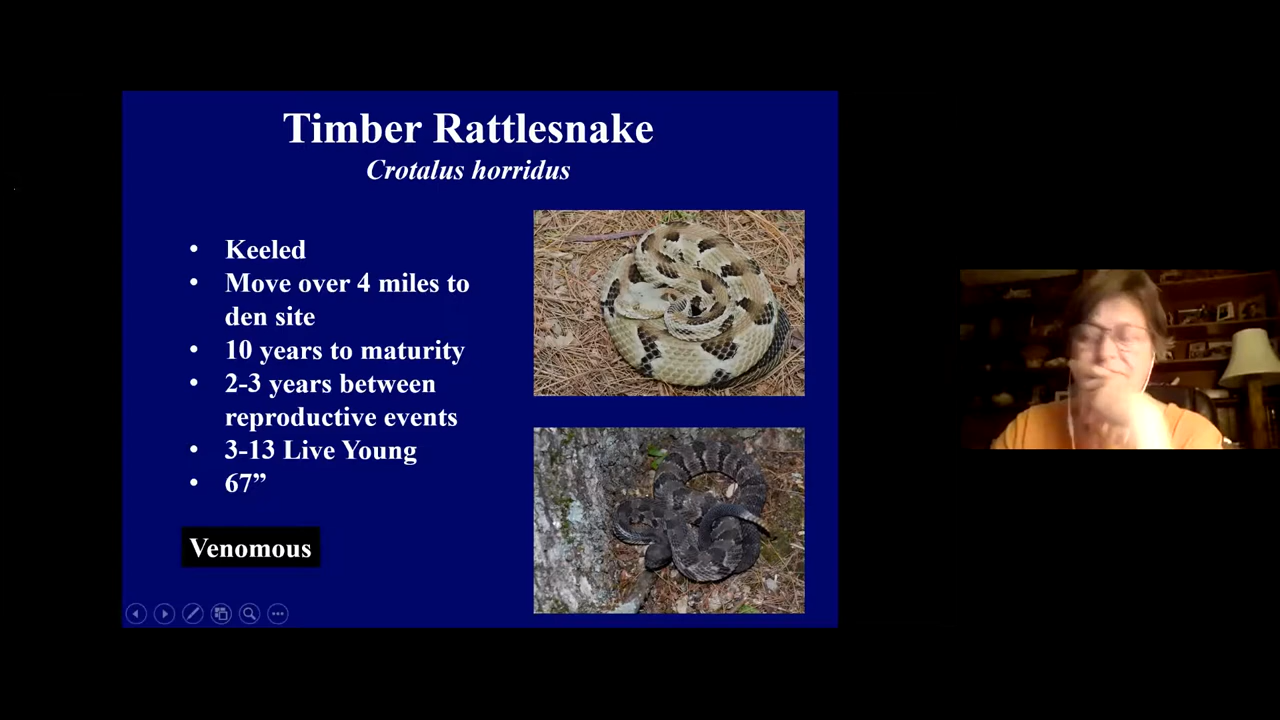 Timber Rattlesnake
Crotalus horridus
• Keeled
• Move over 4 miles to
den site
• 10 years to maturity
• 2-3 years between
reproductive events
• 3-13 Live Young
• 67”
Venomous